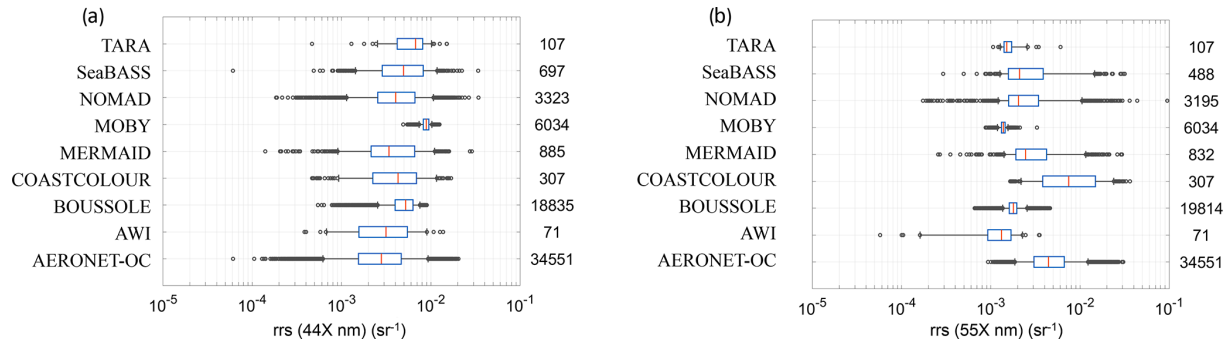 (a)
TARA 107
SeaBASS 697
NOMAD 3323
MOBY 6034
MERMAID 885
COASTCOLOUR 307
BOUSSOLE 18835
AWI 71
AERONET-OC 34551
10⁻⁵ 10⁻⁴ 10⁻³ 10⁻² 10⁻¹
rrs (44X nm) (sr⁻¹)
(b)
TARA 107
SeaBASS 488
NOMAD 3195
MOBY 6034
MERMAID 832
COASTCOLOUR 307
BOUSSOLE 19814
AWI 71
AERONET-OC 34551
10⁻⁵ 10⁻⁴ 10⁻³ 10⁻² 10⁻¹
rrs (55X nm) (sr⁻¹)